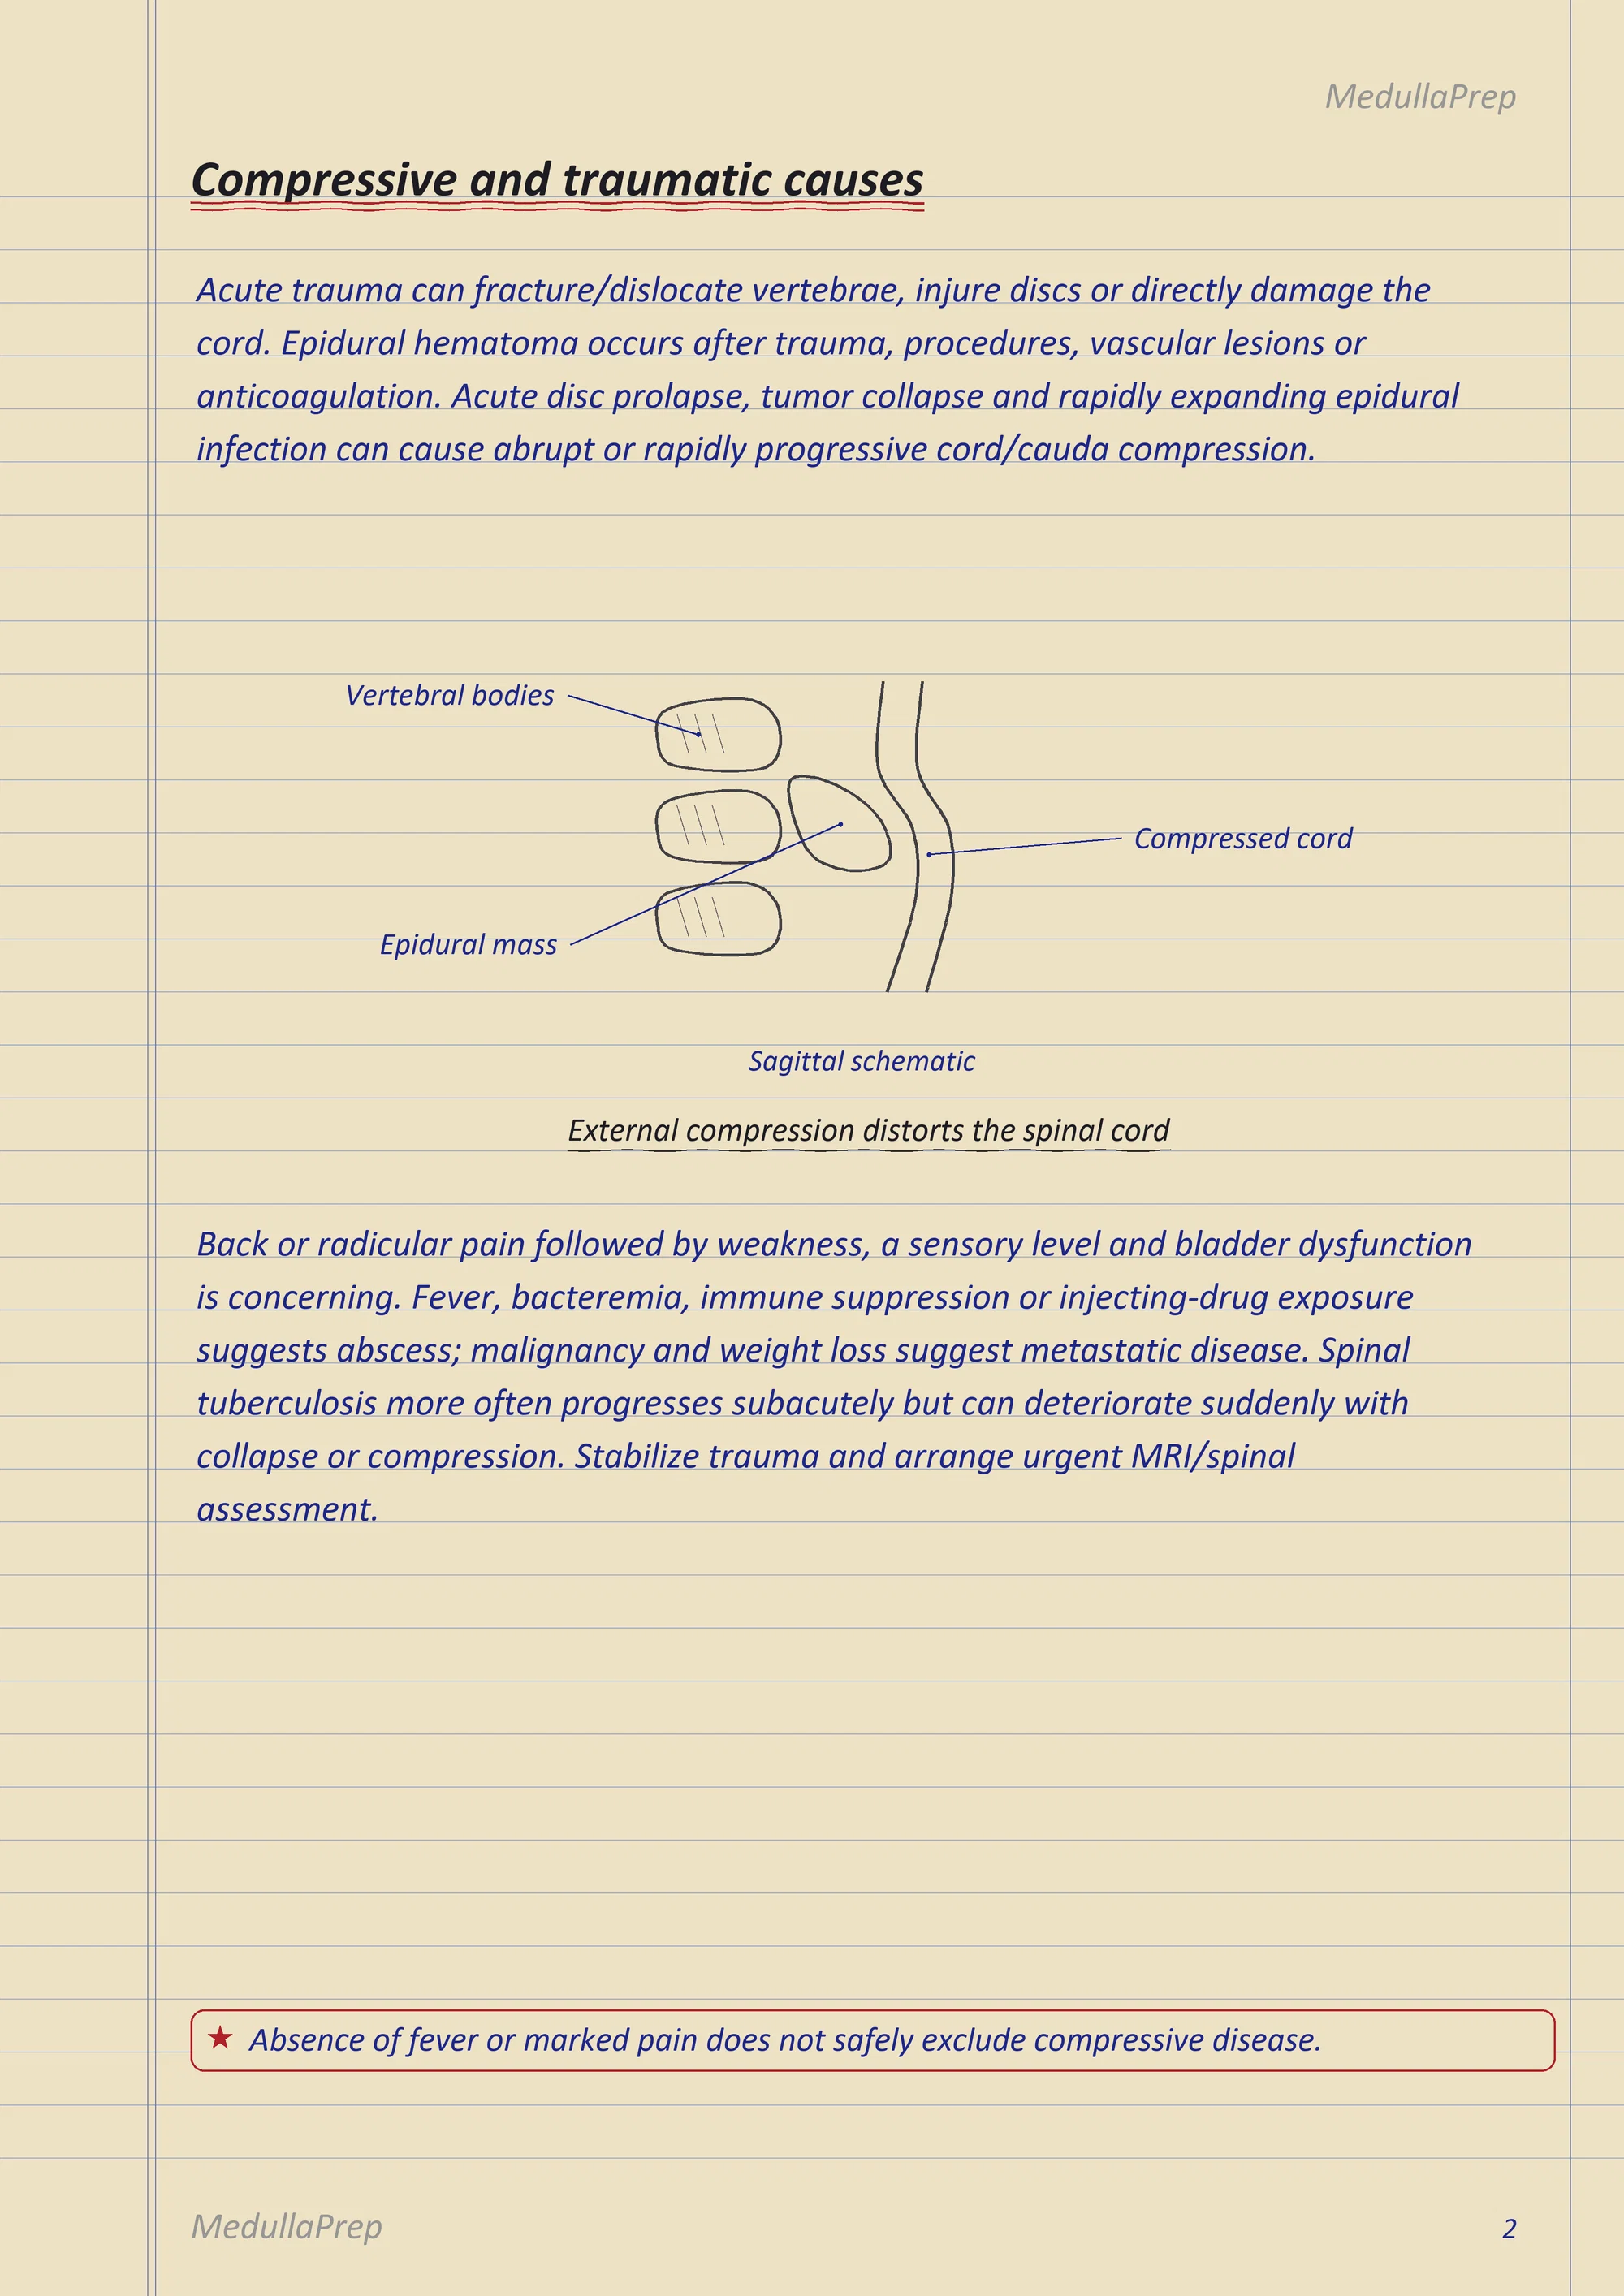 MedullaPrep
Compressive and traumatic causes
Acute trauma can fracture/dislocate vertebrae, injure discs or directly damage the
cord. Epidural hematoma occurs after trauma, procedures, vascular lesions or
anticoagulation. Acute disc prolapse, tumor collapse and rapidly expanding epidural
infection can cause abrupt or rapidly progressive cord/cauda compression.
Vertebral bodies
Compressed cord
Epidural mass
Sagittal schematic
External compression distorts the spinal cord
Back or radicular pain followed by weakness, a sensory level and bladder dysfunction
is concerning. Fever, bacteremia, immune suppression or injecting-drug exposure
suggests abscess; malignancy and weight loss suggest metastatic disease. Spinal
tuberculosis more often progresses subacutely but can deteriorate suddenly with
collapse or compression. Stabilize trauma and arrange urgent MRI/spinal
assessment.
★ Absence of fever or marked pain does not safely exclude compressive disease.
MedullaPrep
2